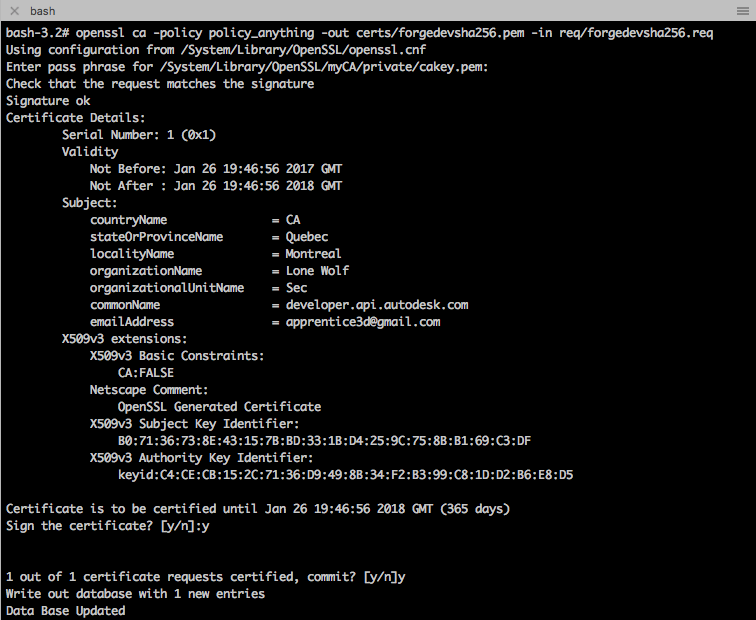 bash
bash-3.2# openssl ca -policy policy_anything -out certs/forgedevsha256.pem -in req/forgedevsha256.req
Using configuration from /System/Library/OpenSSL/openssl.cnf
Enter pass phrase for /System/Library/OpenSSL/myCA/private/cakey.pem:
Check that the request matches the signature
Signature ok
Certificate Details:
        Serial Number: 1 (0x1)
        Validity
            Not Before: Jan 26 19:46:56 2017 GMT
            Not After : Jan 26 19:46:56 2018 GMT
        Subject:
            countryName               = CA
            stateOrProvinceName       = Quebec
            localityName              = Montreal
            organizationName          = Lone Wolf
            organizationalUnitName    = Sec
            commonName                = developer.api.autodesk.com
            emailAddress              = apprentice3d@gmail.com
        X509v3 extensions:
            X509v3 Basic Constraints:
                CA:FALSE
            Netscape Comment:
                OpenSSL Generated Certificate
            X509v3 Subject Key Identifier:
                B0:71:36:73:8E:43:15:7B:BD:33:1B:D4:25:9C:75:8B:B1:69:C3:DF
            X509v3 Authority Key Identifier:
                keyid:C4:CE:CB:15:2C:71:36:D9:49:8B:34:F2:B3:99:C8:1D:D2:B6:E8:D5
Certificate is to be certified until Jan 26 19:46:56 2018 GMT (365 days)
Sign the certificate? [y/n]:y
1 out of 1 certificate requests certified, commit? [y/n]y
Write out database with 1 new entries
Data Base Updated